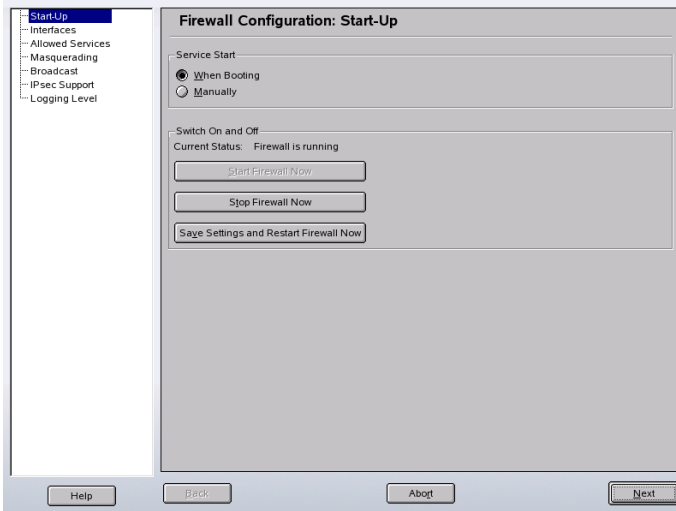 Start-Up
Interfaces
Allowed Services
Masquerading
Broadcast
IPsec Support
Logging Level
Firewall Configuration: Start-Up
Service Start
When Booting
Manually
Switch On and Off
Current Status: Firewall is running
Start Firewall Now
Stop Firewall Now
Save Settings and Restart Firewall Now
Help
Back
Abort
Next